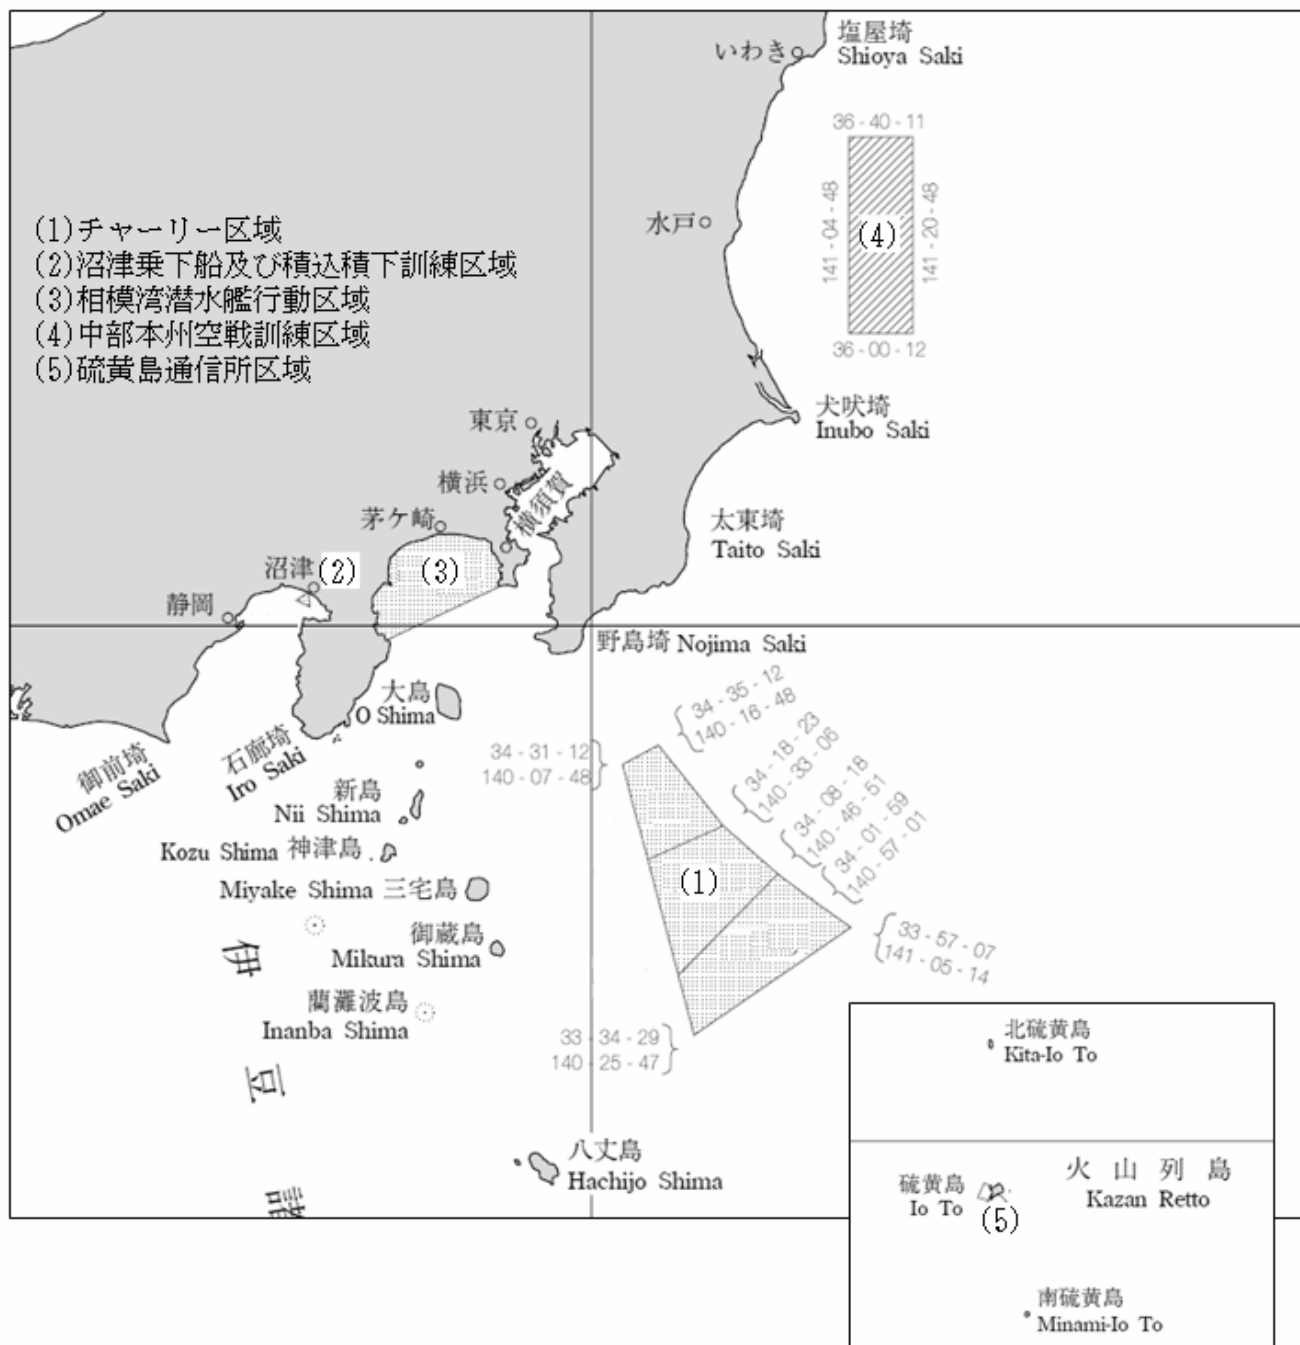 いわき
塩屋埼
Shioya Saki
36 - 40 - 11
141 - 04 - 48
(4)
141 - 20 - 48
36 - 00 - 12
水戸
(1)チャーリー区域
(2)沼津乗下船及び積込積下訓練区域
(3)相模湾潜水艦行動区域
(4)中部本州空戦訓練区域
(5)硫黄島通信所区域
犬吠埼
Inubo Saki
東京
横浜
横須賀
茅ケ崎
太東埼
Taito Saki
沼津
(2)
(3)
静岡
野島埼 Nojima Saki
大島
O Shima
御前埼
Omae Saki
石廊埼
Iro Saki
34 - 31 - 12
140 - 07 - 48
34 - 35 - 12
140 - 16 - 48
34 - 18 - 23
140 - 33 - 06
34 - 08 - 18
140 - 46 - 51
34 - 01 - 59
140 - 57 - 01
33 - 57 - 07
141 - 05 - 14
新島
Nii Shima
Kozu Shima 神津島
Miyake Shima 三宅島
(1)
御蔵島
Mikura Shima
藺灘波島
Inanba Shima
33 - 34 - 29
140 - 25 - 47
伊
豆
諸
八丈島
Hachijo Shima
北硫黄島
Kita-Io To
火山列島
Kazan Retto
硫黄島
Io To
(5)
南硫黄島
Minami-Io To